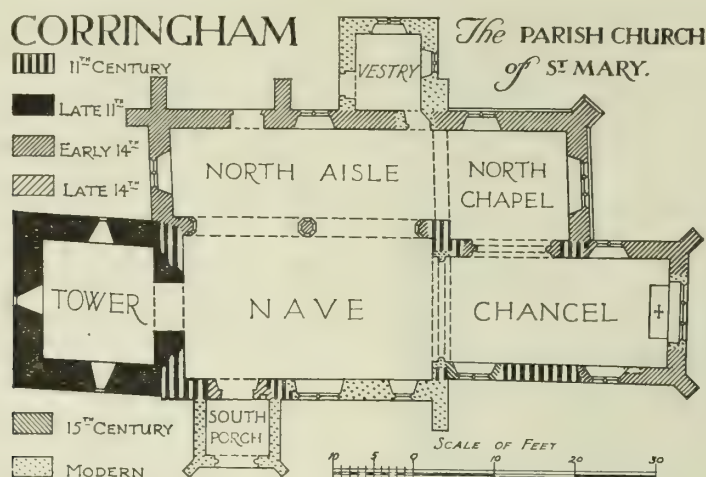 CORRINGHAM
The PARISH CHURCH
of ST MARY.
11TH CENTURY
LATE 11TH
EARLY 14TH
LATE 14TH
VESTRY
NORTH AISLE
NORTH CHAPEL
TOWER
NAVE
CHANCEL
SOUTH PORCH
15TH CENTURY
MODERN
SCALE OF FEET
10 5 0 10 20 30